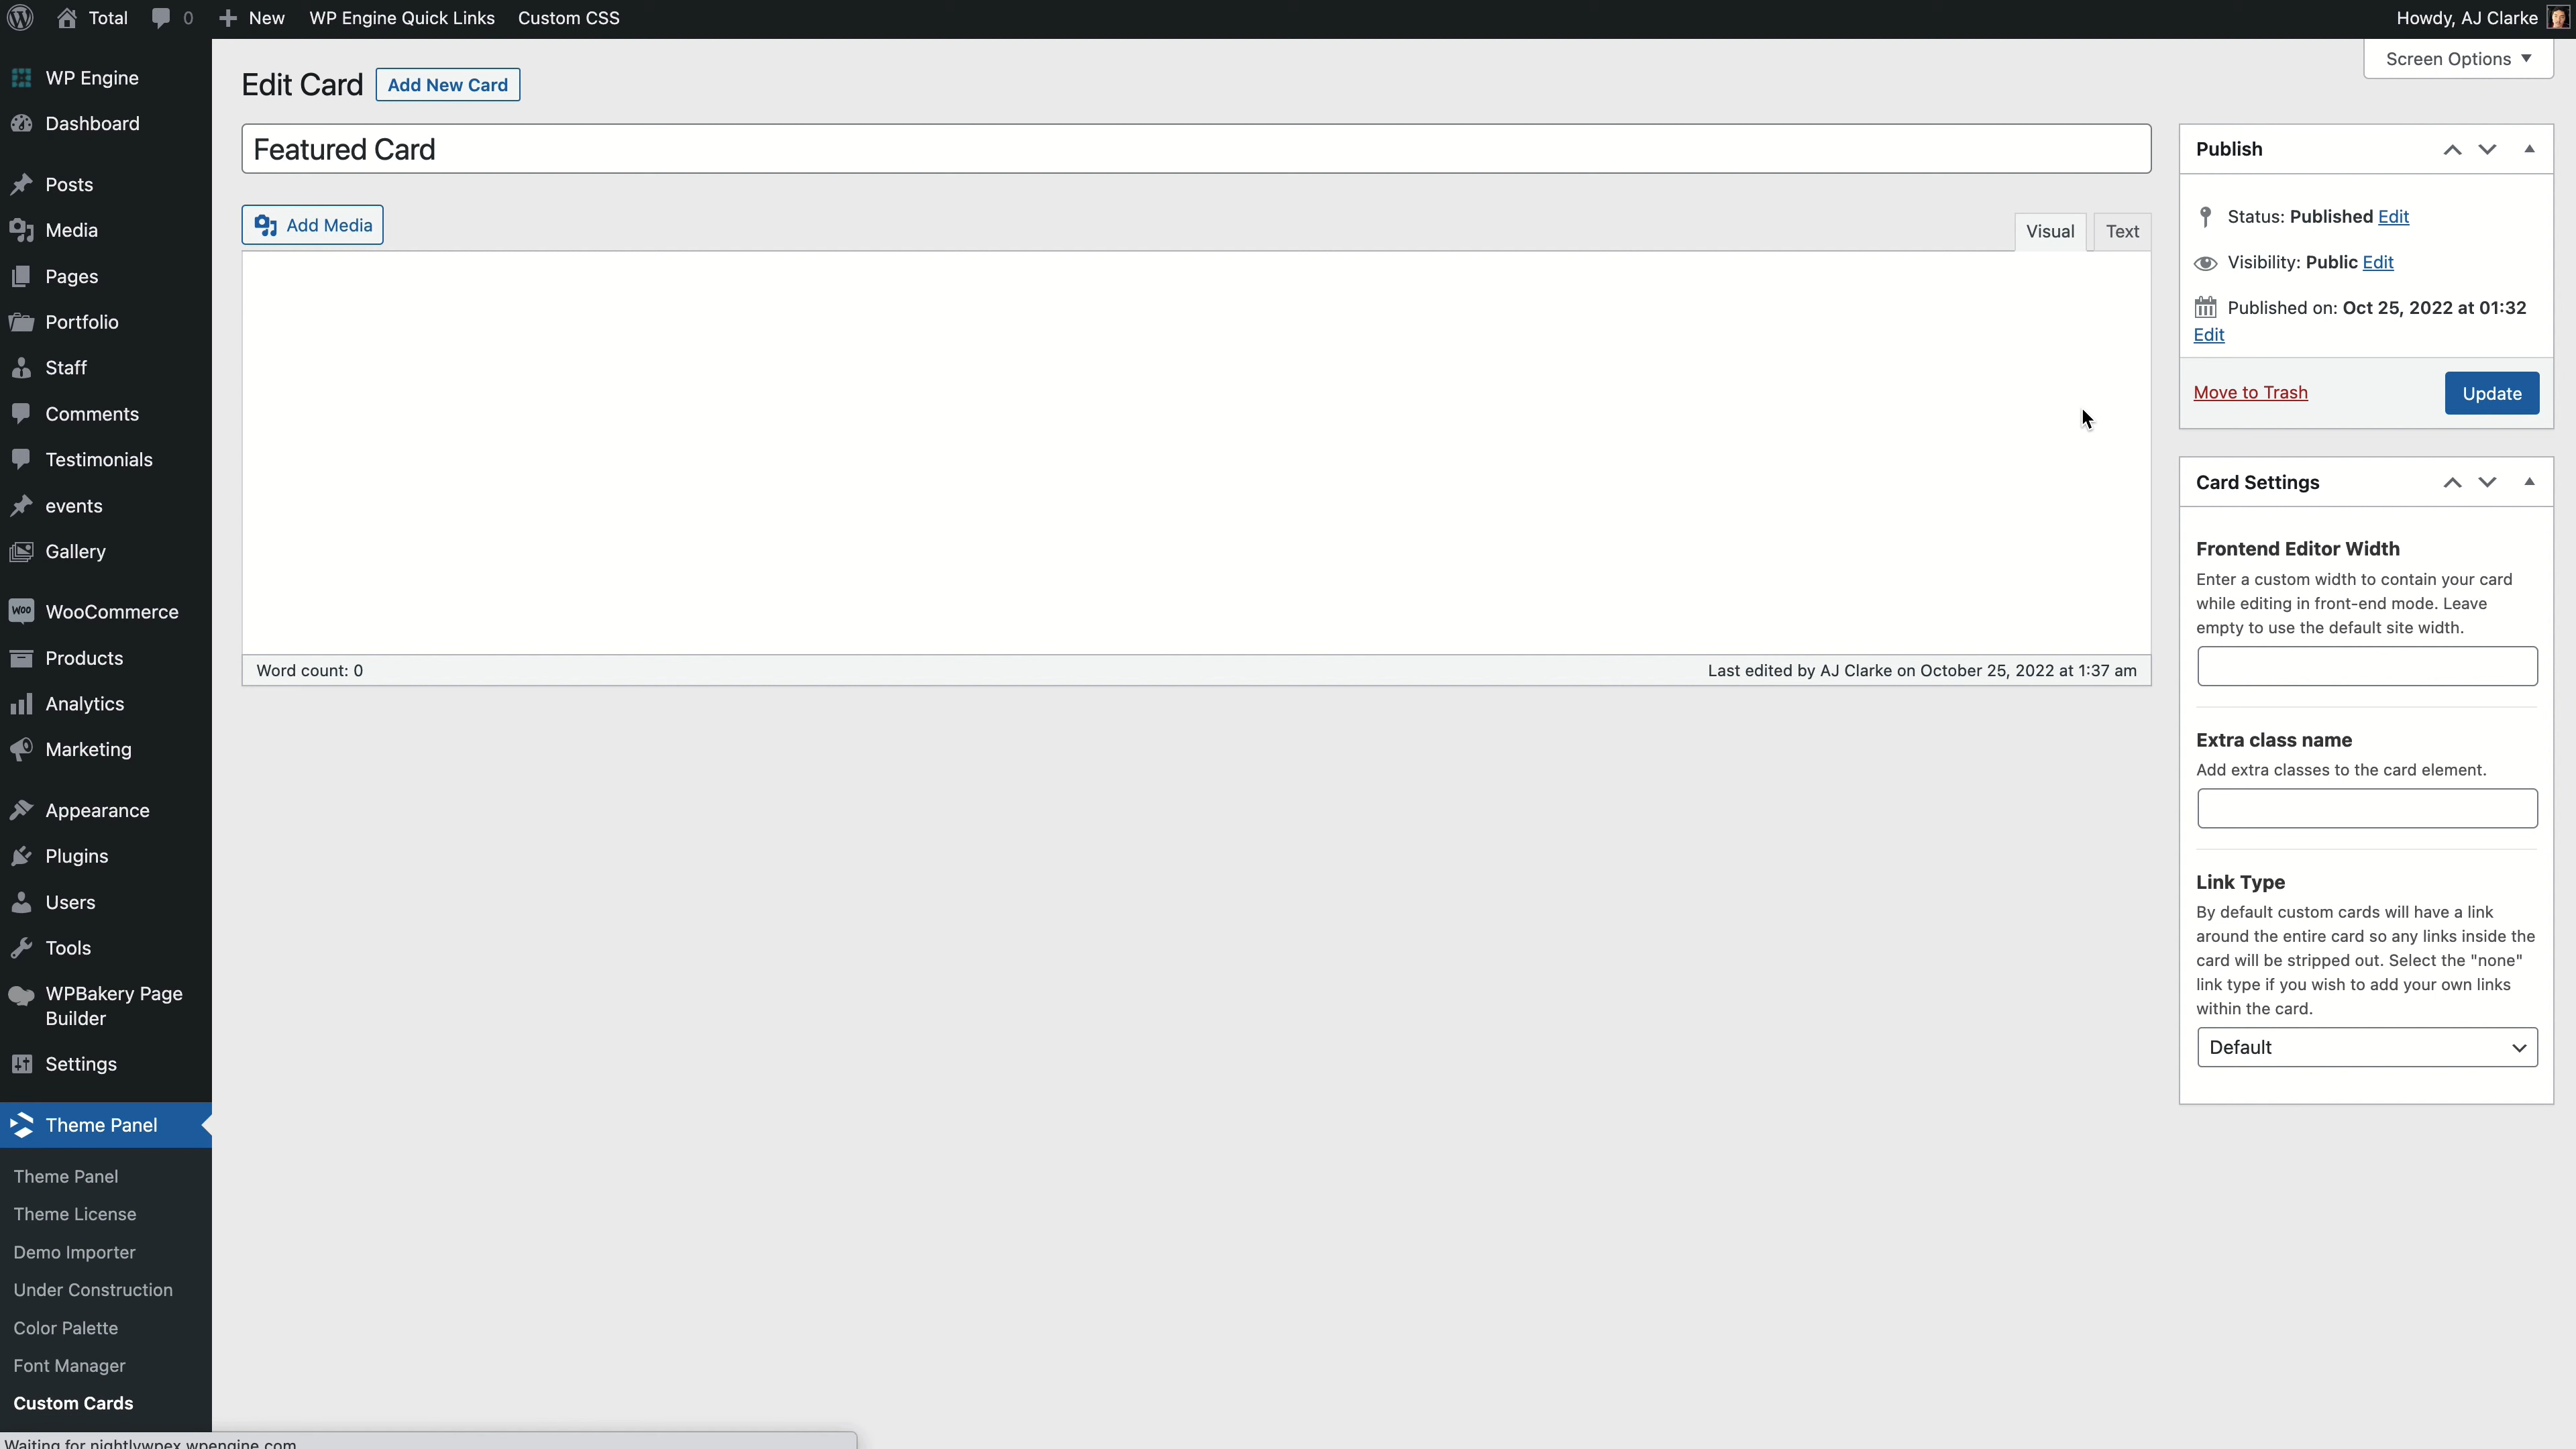 Total
0
New
WP Engine Quick Links
Custom CSS
Howdy, AJ Clarke
WP Engine
Dashboard
Posts
Media
Pages
Portfolio
Staff
Comments
Testimonials
events
Gallery
Woo
WooCommerce
Products
Analytics
Marketing
Appearance
Plugins
Users
Tools
WPBakery Page
Builder
Settings
Theme Panel
Theme Panel
Theme License
Demo Importer
Under Construction
Color Palette
Font Manager
Custom Cards
Edit Card
Add New Card
Screen Options
Featured Card
Add Media
Visual
Text
Word count: 0
Last edited by AJ Clarke on October 25, 2022 at 1:37 am
Publish
Status: Published Edit
Visibility: Public Edit
Published on: Oct 25, 2022 at 01:32
Edit
Move to Trash
Update
Card Settings
Frontend Editor Width
Enter a custom width to contain your card
while editing in front-end mode. Leave
empty to use the default site width.
Extra class name
Add extra classes to the card element.
Link Type
By default custom cards will have a link
around the entire card so any links inside the
card will be stripped out. Select the "none"
link type if you wish to add your own links
within the card.
Default
Waiting for nightlywpex.wpengine.com